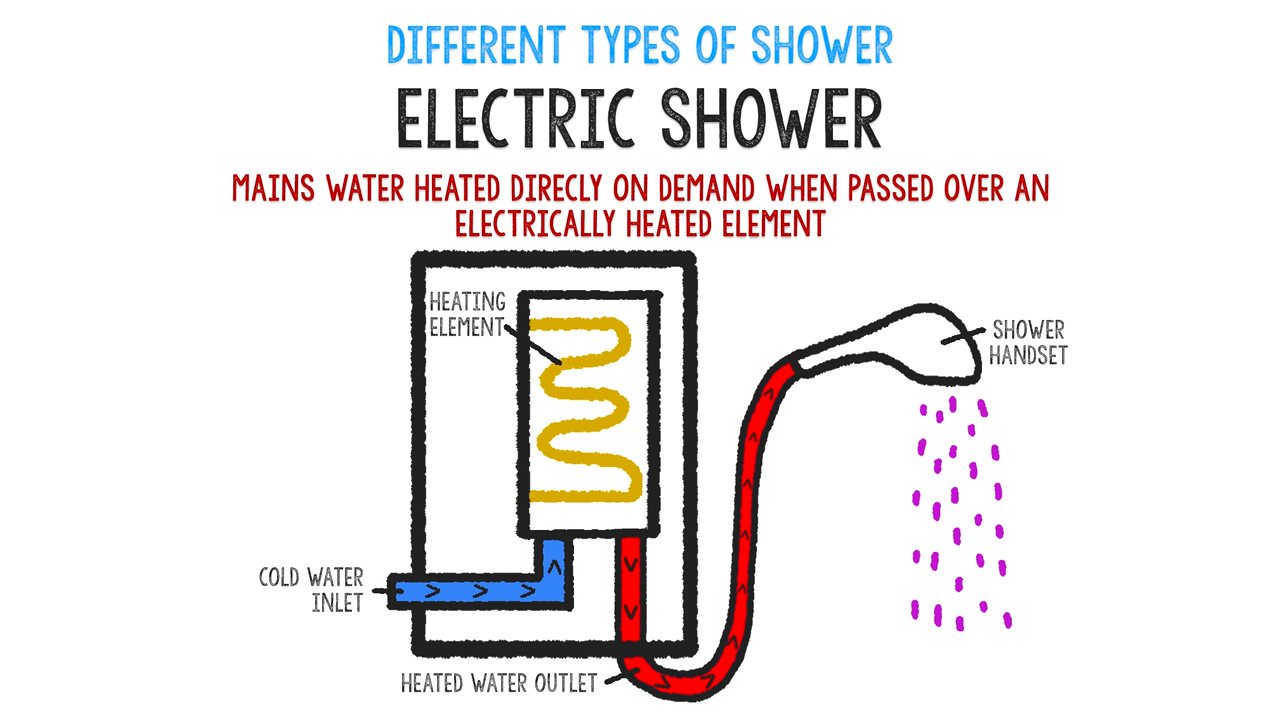 DIFFERENT TYPES OF SHOWER
ELECTRIC SHOWER
MAINS WATER HEATED DIRECLY ON DEMAND WHEN PASSED OVER AN
ELECTRICALLY HEATED ELEMENT
HEATING
ELEMENT
SHOWER
HANDSET
COLD WATER
INLET
HEATED WATER OUTLET